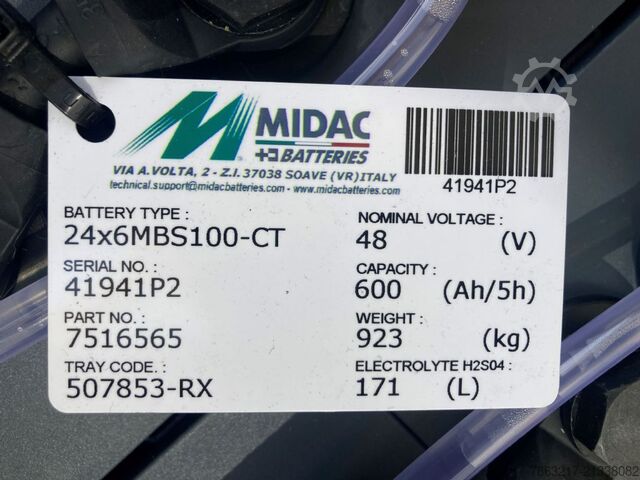 MIDAC
BATTERIES
VIA A.VOLTA, 2 - Z.I. 37038 SOAVE (VR)ITALY
technical.support@midacbatteries.com - www.midacbatteries.com
41941P2
BATTERY TYPE :
24x6MBS100-CT
SERIAL NO. :
41941P2
PART NO. :
7516565
TRAY CODE. :
507853-RX
NOMINAL VOLTAGE :
48 (V)
CAPACITY :
600 (Ah/5h)
WEIGHT :
923 (kg)
ELECTROLYTE H2S04 :
171 (L)